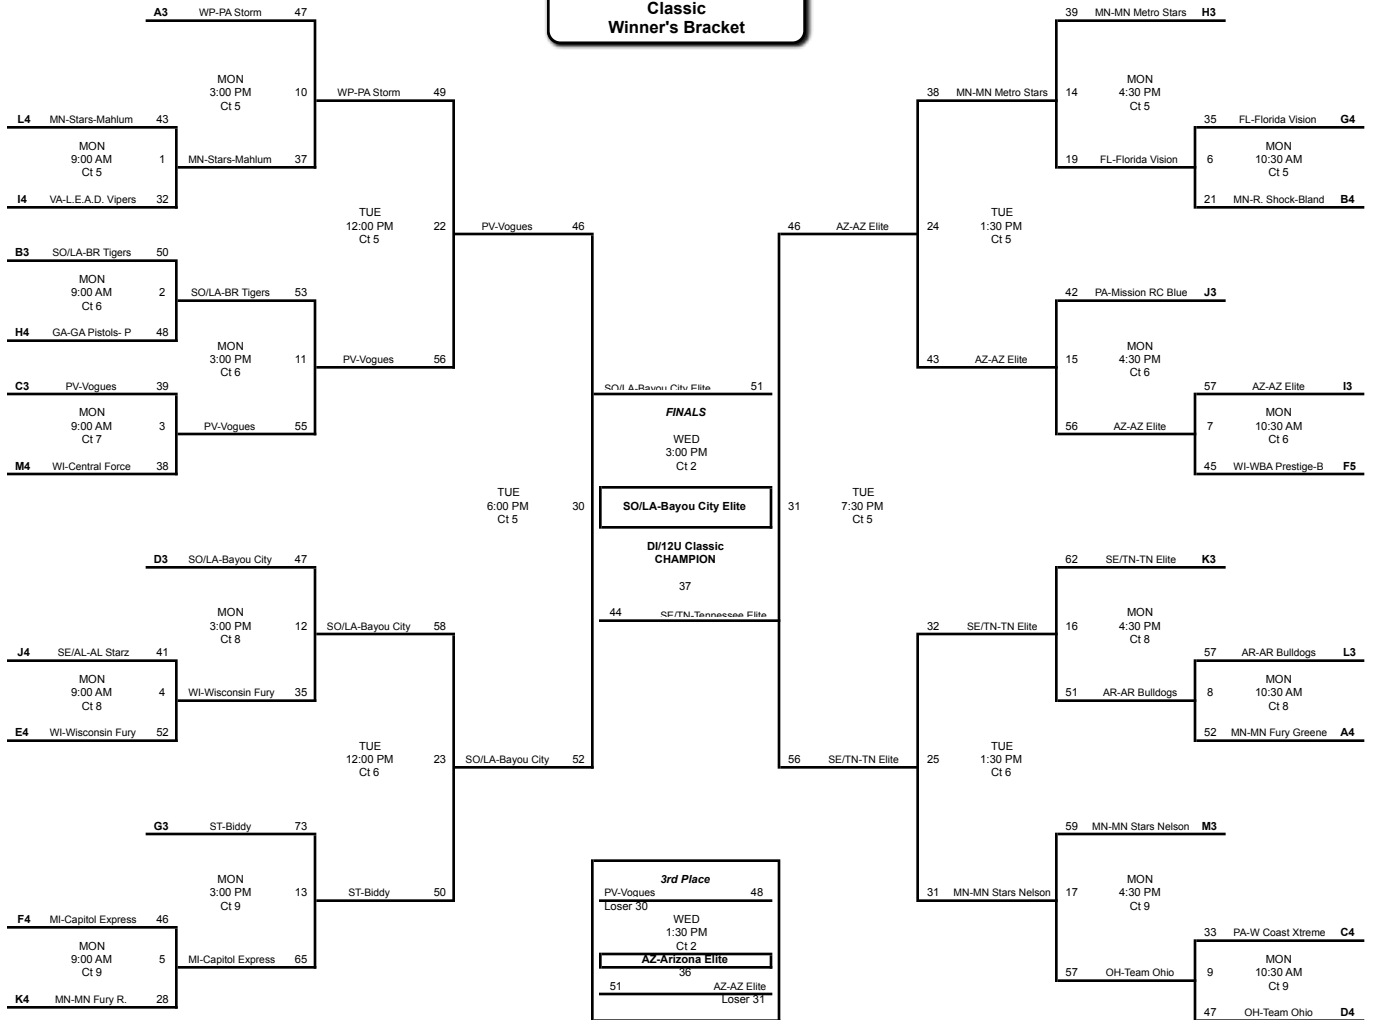 Classic
Winner's Bracket
A3 WP-PA Storm 47
39 MN-MN Metro Stars H3
MON
3:00 PM
Ct 5
10
WP-PA Storm 49
38 MN-MN Metro Stars
14
MON
4:30 PM
Ct 5
L4 MN-Stars-Mahlum 43
35 FL-Florida Vision G4
MON
9:00 AM
Ct 5
1
MN-Stars-Mahlum 37
19 FL-Florida Vision
6
MON
10:30 AM
Ct 5
I4 VA-L.E.A.D. Vipers 32
21 MN-R. Shock-Bland B4
TUE
12:00 PM
Ct 5
22
PV-Vogues 46
46 AZ-AZ Elite
24
TUE
1:30 PM
Ct 5
B3 SO/LA-BR Tigers 50
MON
9:00 AM
Ct 6
2
SO/LA-BR Tigers 53
42 PA-Mission RC Blue J3
H4 GA-GA Pistols- P 48
MON
3:00 PM
Ct 6
11
PV-Vogues 56
43 AZ-AZ Elite
15
MON
4:30 PM
Ct 6
C3 PV-Vogues 39
SO/LA-Bayou City Elite 51
57 AZ-AZ Elite I3
MON
9:00 AM
Ct 7
3
PV-Vogues 55
FINALS
WED
3:00 PM
Ct 2
56 AZ-AZ Elite
7
MON
10:30 AM
Ct 6
M4 WI-Central Force 38
45 WI-WBA Prestige-B F5
TUE
6:00 PM
Ct 5
30
SO/LA-Bayou City Elite
31
TUE
7:30 PM
Ct 5
DI/12U Classic
CHAMPION
37
D3 SO/LA-Bayou City 47
62 SE/TN-TN Elite K3
MON
3:00 PM
Ct 8
12
SO/LA-Bayou City 58
44 SE/TN-Tennessee Elite
32 SE/TN-TN Elite
16
MON
4:30 PM
Ct 8
J4 SE/AL-AL Starz 41
57 AR-AR Bulldogs L3
MON
9:00 AM
Ct 8
4
WI-Wisconsin Fury 35
51 AR-AR Bulldogs
8
MON
10:30 AM
Ct 8
E4 WI-Wisconsin Fury 52
52 MN-MN Fury Greene A4
TUE
12:00 PM
Ct 6
23
SO/LA-Bayou City 52
56 SE/TN-TN Elite
25
TUE
1:30 PM
Ct 6
G3 ST-Biddy 73
59 MN-MN Stars Nelson M3
MON
3:00 PM
Ct 9
13
ST-Biddy 50
3rd Place
PV-Vogues 48
Loser 30
WED
1:30 PM
Ct 2
AZ-Arizona Elite
36
51 AZ-AZ Elite
Loser 31
31 MN-MN Stars Nelson
17
MON
4:30 PM
Ct 9
F4 MI-Capitol Express 46
33 PA-W Coast Xtreme C4
MON
9:00 AM
Ct 9
5
MI-Capitol Express 65
57 OH-Team Ohio
9
MON
10:30 AM
Ct 9
K4 MN-MN Fury R. 28
47 OH-Team Ohio D4